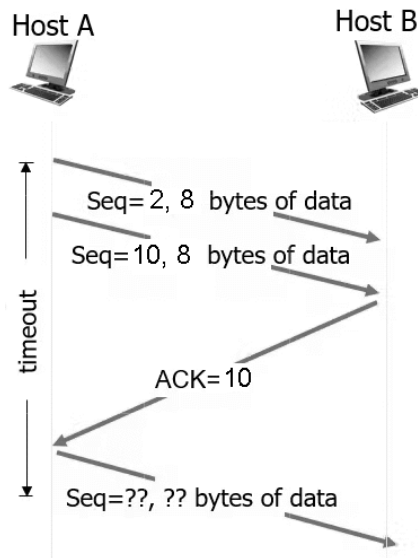 Host A
Host B
Seq=2, 8 bytes of data
Seq=10, 8 bytes of data
timeout
ACK=10
Seq=??, ?? bytes of data